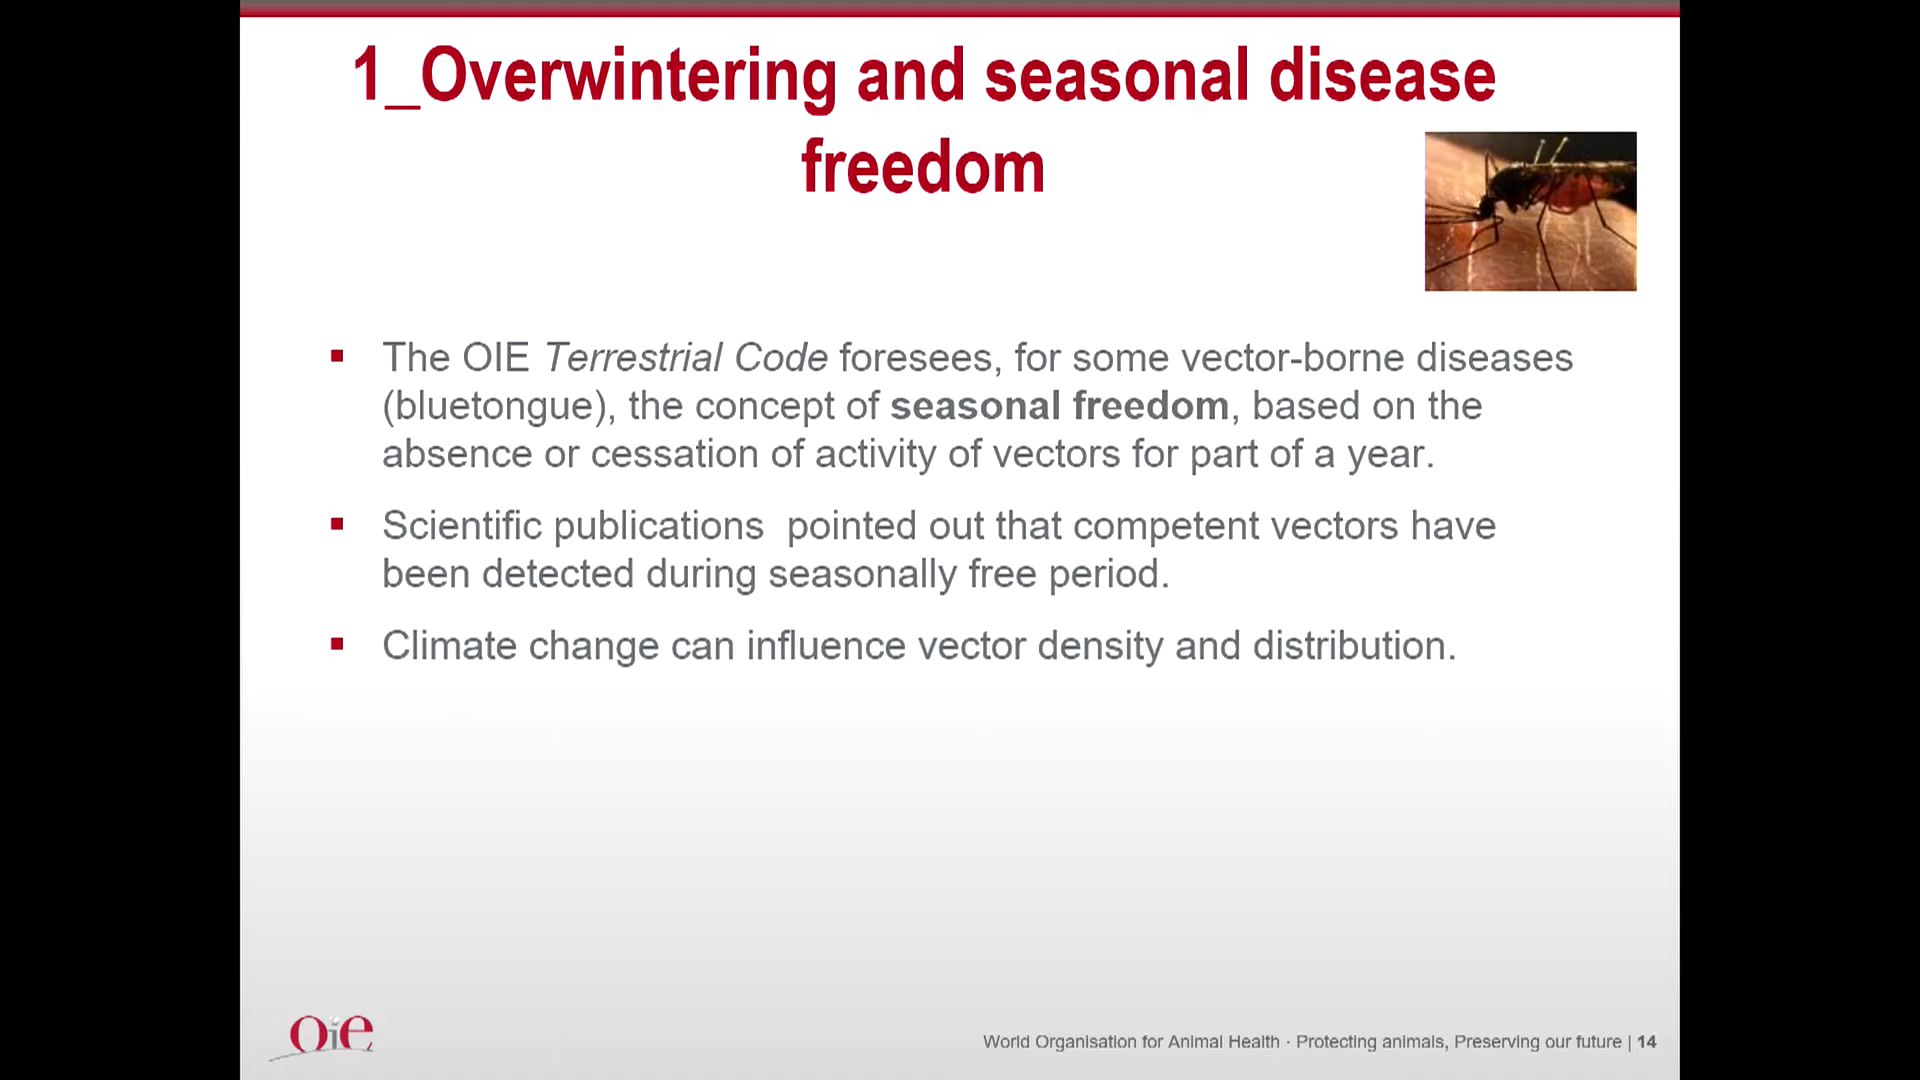 1_Overwintering and seasonal disease
freedom
▪ The OIE Terrestrial Code foresees, for some vector-borne diseases
(bluetongue), the concept of seasonal freedom, based on the
absence or cessation of activity of vectors for part of a year.
▪ Scientific publications  pointed out that competent vectors have
been detected during seasonally free period.
▪ Climate change can influence vector density and distribution.
Oie
World Organisation for Animal Health · Protecting animals, Preserving our future | 14